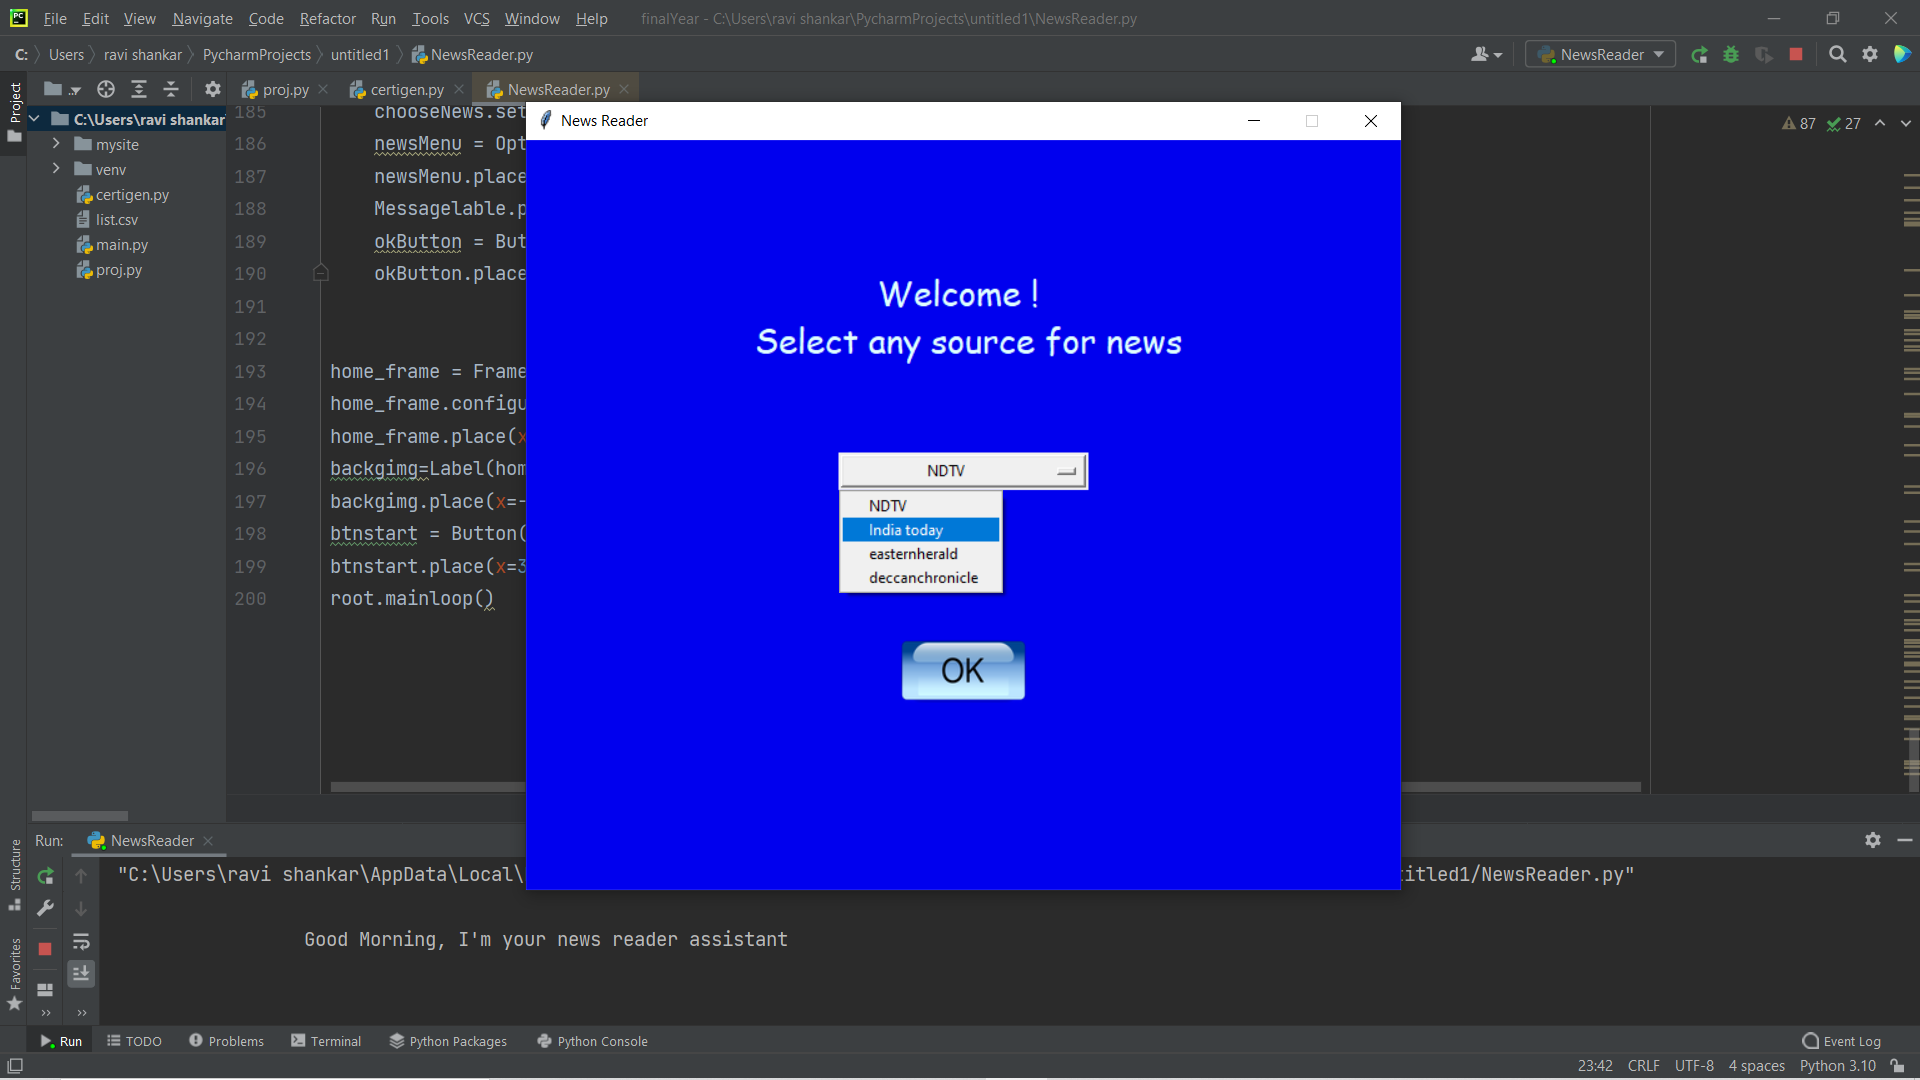 File Edit View Navigate Code Refactor Run Tools VCS Window Help finalYear - C:\Users\ravi shankar\PycharmProjects\untitled1\NewsReader.py
C: Users ravi shankar PycharmProjects untitled1 NewsReader.py NewsReader
Project
proj.py certigen.py NewsReader.py
C:\Users\ravi shankar
mysite
venv
certigen.py
list.csv
main.py
proj.py
87 27
185 chooseNews.set
186 newsMenu = Opt
187 newsMenu.place
188 Messagelable.p
189 okButton = But
190 okButton.place
191
192
193 home_frame = Frame
194 home_frame.configu
195 home_frame.place(x
196 backgimg=Label(hom
197 backgimg.place(x=-
198 btnstart = Button(
199 btnstart.place(x=3
200 root.mainloop()
News Reader
Welcome !
Select any source for news
NDTV
NDTV
India today
easternherald
deccanchronicle
OK
Structure
Favorites
Run: NewsReader
"C:\Users\ravi shankar\AppData\Local\ titled1/NewsReader.py"
Good Morning, I'm your news reader assistant
Run TODO Problems Terminal Python Packages Python Console Event Log
23:42 CRLF UTF-8 4 spaces Python 3.10